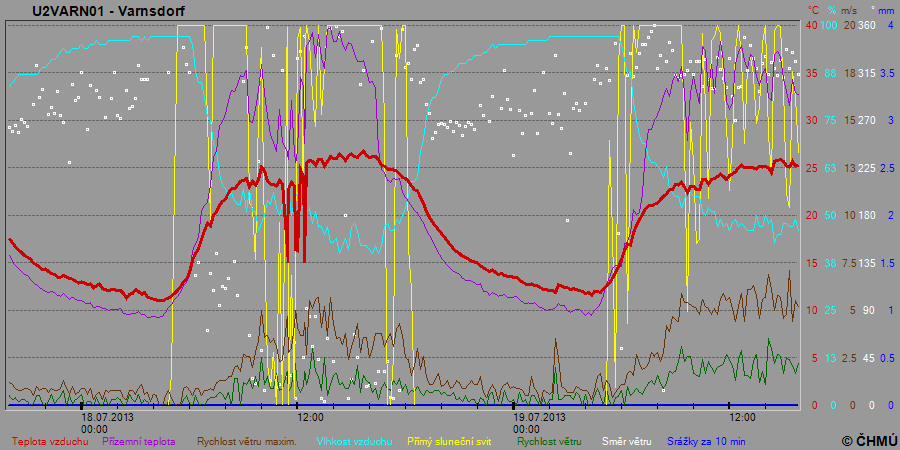 U2VARN01 - Varnsdorf
°C % m/s ° mm
40 100 20 360 4
35 88 18 315 3.5
30 75 15 270 3
25 63 13 225 2.5
20 50 10 180 2
15 38 7.5 135 1.5
10 25 5 90 1
5 13 2.5 45 0.5
0 0 0 0 0
18.07.2013 12:00 19.07.2013 12:00
00:00 00:00
Teplota vzduchu Přízemní teplota Rychlost větru maxim. Vlhkost vzduchu Přímý sluneční svit Rychlost větru Směr větru Srážky za 10 min © ČHMÚ